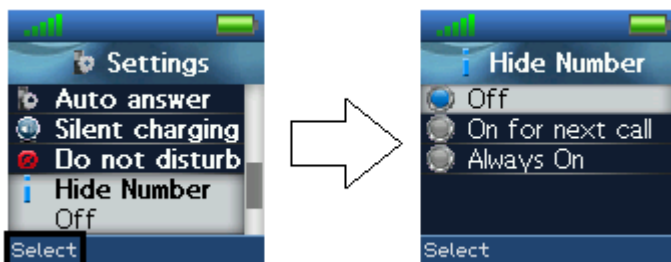 Settings
Auto answer
Silent charging
Do not disturb
Hide Number
Off
Select
Hide Number
Off
On for next call
Always On
Select